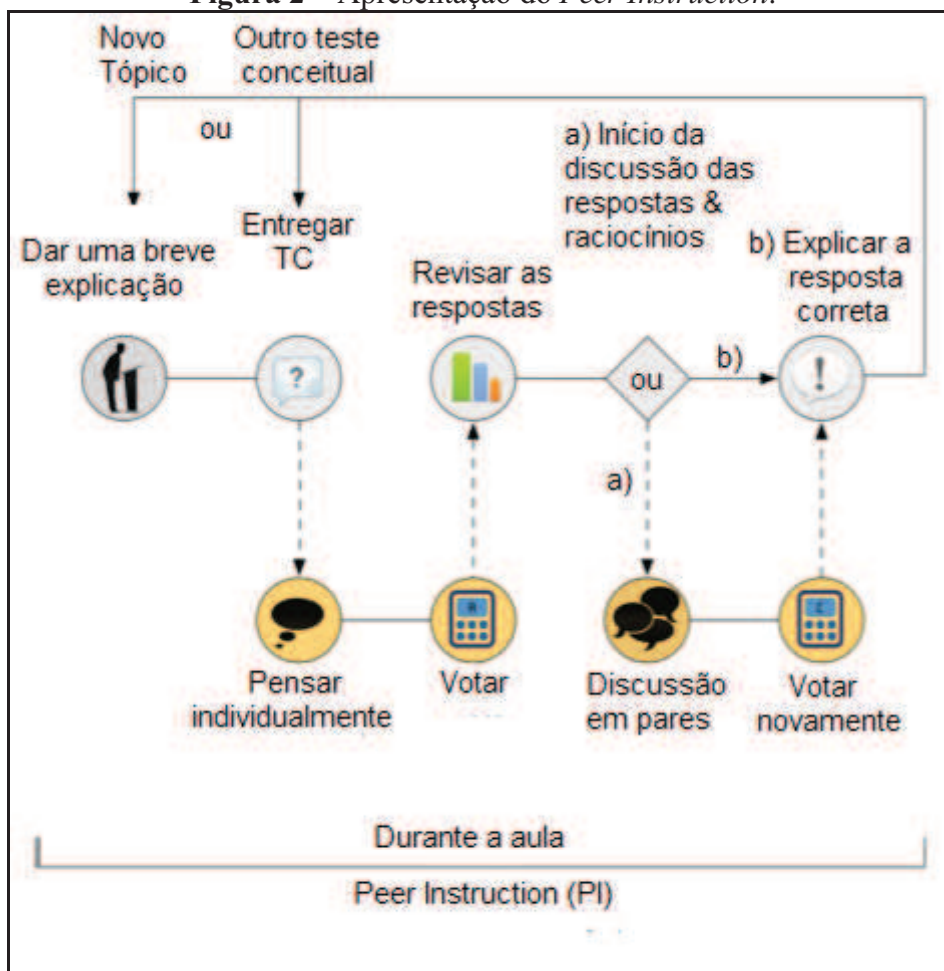 Figura 2 – Apresentação do Peer Instruction.
Novo
Tópico
Outro teste
conceitual
ou
a) Início da
discussão das
respostas &
raciocínios
Dar uma breve
explicação
Entregar
TC
Revisar as
respostas
b) Explicar a
resposta
correta
?
ou
b)
!
a)
Pensar
individualmente
Votar
Discussão
em pares
Votar
novamente
Durante a aula
Peer Instruction (PI)